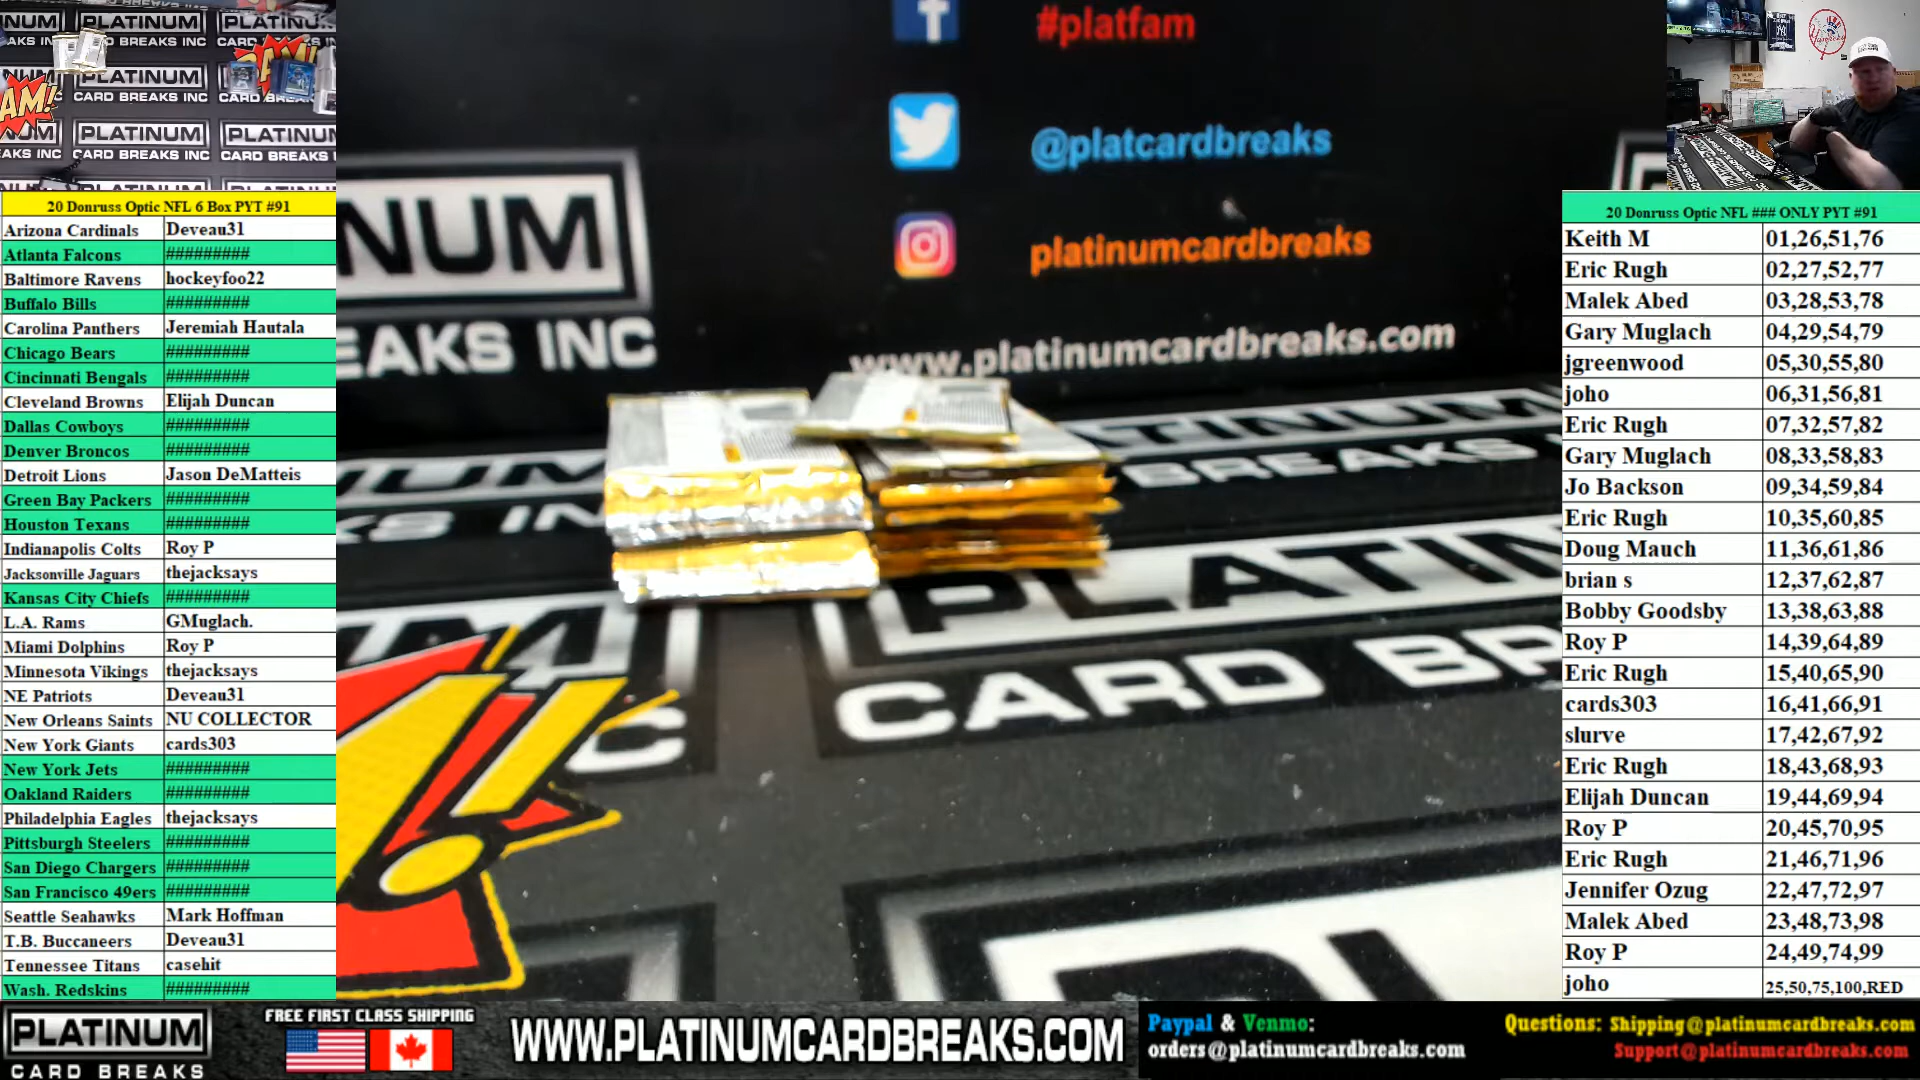 #platfam
@platcardbreaks
platinumcardbreaks
www.platinumcardbreaks.com
PLATINUM
CARD BREAKS INC
NUM
EAKS INC
PLATIN
CARD BR
20 Donruss Optic NFL 6 Box PYT #91
Arizona Cardinals Deveau31
Atlanta Falcons #########
Baltimore Ravens hockeyfoo22
Buffalo Bills #########
Carolina Panthers Jeremiah Hautala
Chicago Bears #########
Cincinnati Bengals #########
Cleveland Browns Elijah Duncan
Dallas Cowboys #########
Denver Broncos #########
Detroit Lions Jason DeMatteis
Green Bay Packers #########
Houston Texans #########
Indianapolis Colts Roy P
Jacksonville Jaguars thejacksays
Kansas City Chiefs #########
L.A. Rams GMuglach.
Miami Dolphins Roy P
Minnesota Vikings thejacksays
NE Patriots Deveau31
New Orleans Saints NU COLLECTOR
New York Giants cards303
New York Jets #########
Oakland Raiders #########
Philadelphia Eagles thejacksays
Pittsburgh Steelers #########
San Diego Chargers #########
San Francisco 49ers #########
Seattle Seahawks Mark Hoffman
T.B. Buccaneers Deveau31
Tennessee Titans casehit
Wash. Redskins #########
20 Donruss Optic NFL ### ONLY PYT #91
Keith M 01,26,51,76
Eric Rugh 02,27,52,77
Malek Abed 03,28,53,78
Gary Muglach 04,29,54,79
jgreenwood 05,30,55,80
joho 06,31,56,81
Eric Rugh 07,32,57,82
Gary Muglach 08,33,58,83
Jo Backson 09,34,59,84
Eric Rugh 10,35,60,85
Doug Mauch 11,36,61,86
brian s 12,37,62,87
Bobby Goodsby 13,38,63,88
Roy P 14,39,64,89
Eric Rugh 15,40,65,90
cards303 16,41,66,91
slurve 17,42,67,92
Eric Rugh 18,43,68,93
Elijah Duncan 19,44,69,94
Roy P 20,45,70,95
Eric Rugh 21,46,71,96
Jennifer Ozug 22,47,72,97
Malek Abed 23,48,73,98
Roy P 24,49,74,99
joho 25,50,75,100,RED
PLATINUM
CARD BREAKS
FREE FIRST CLASS SHIPPING
WWW.PLATINUMCARDBREAKS.COM
Paypal & Venmo:
orders@platinumcardbreaks.com
Questions: Shipping@platinumcardbreaks.com
Support@platinumcardbreaks.com